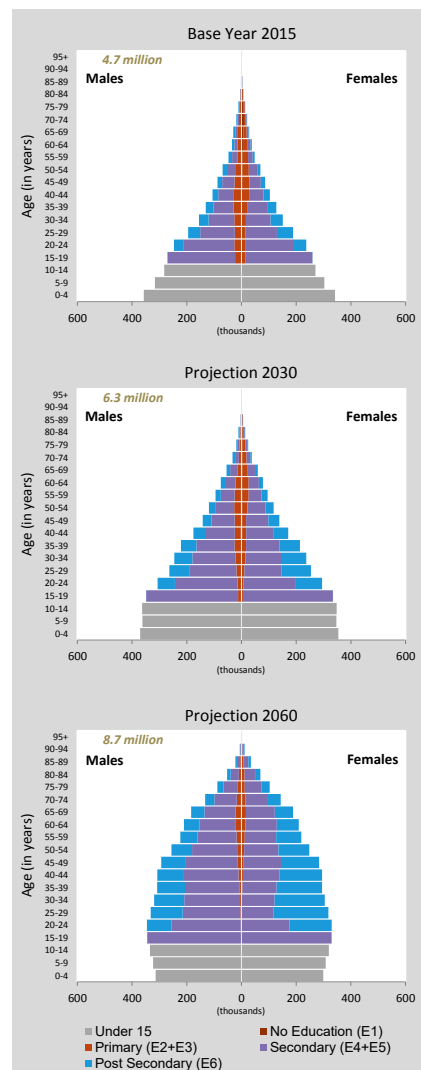 Base Year 2015
4.7 million
Males
Females
Age (in years)
95+
90-94
85-89
80-84
75-79
70-74
65-69
60-64
55-59
50-54
45-49
40-44
35-39
30-34
25-29
20-24
15-19
10-14
5-9
0-4
600 400 200 0 200 400 600
(thousands)
Projection 2030
6.3 million
Males
Females
Age (in years)
95+
90-94
85-89
80-84
75-79
70-74
65-69
60-64
55-59
50-54
45-49
40-44
35-39
30-34
25-29
20-24
15-19
10-14
5-9
0-4
600 400 200 0 200 400 600
(thousands)
Projection 2060
8.7 million
Males
Females
Age (in years)
95+
90-94
85-89
80-84
75-79
70-74
65-69
60-64
55-59
50-54
45-49
40-44
35-39
30-34
25-29
20-24
15-19
10-14
5-9
0-4
600 400 200 0 200 400 600
(thousands)
Under 15
No Education (E1)
Primary (E2+E3)
Secondary (E4+E5)
Post Secondary (E6)